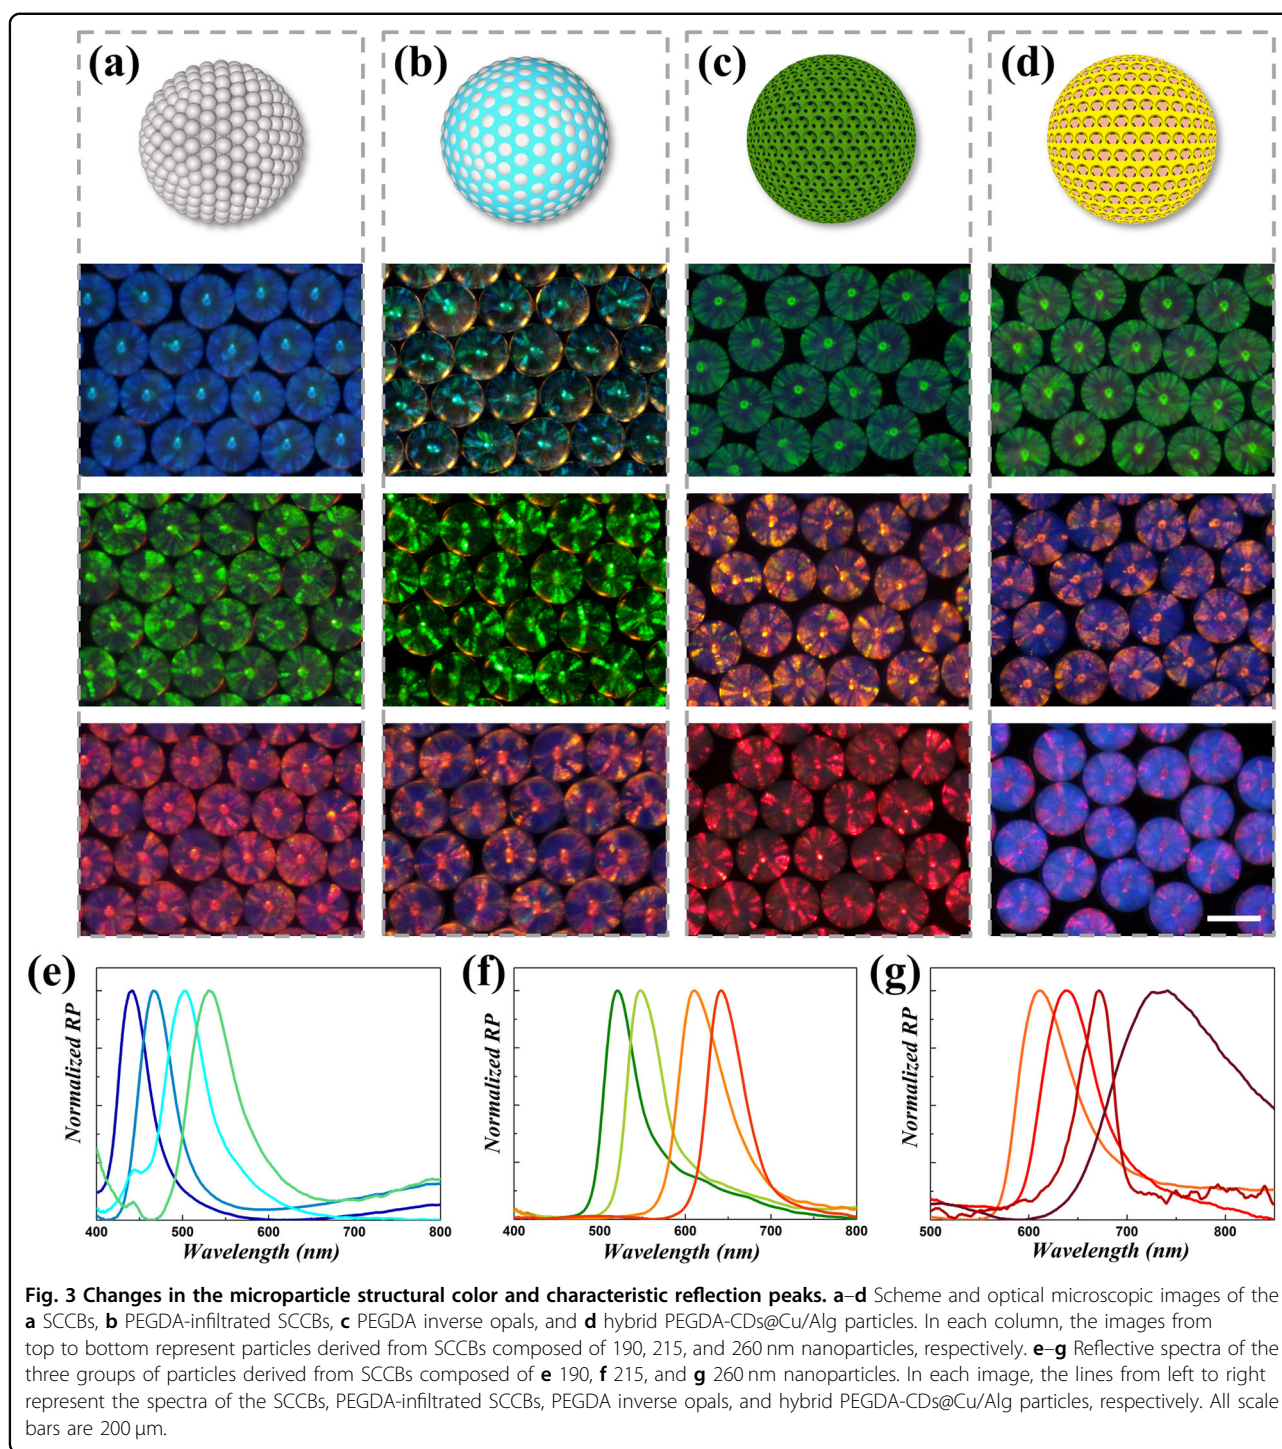 (a)
(b)
(c)
(d)
(e)
(f)
(g)
Normalized RP
400
500
600
700
800
Wavelength (nm)
Normalized RP
400
500
600
700
800
Wavelength (nm)
Normalized RP
500
600
700
800
Wavelength (nm)
Fig. 3 Changes in the microparticle structural color and characteristic reflection peaks. a–d Scheme and optical microscopic images of the
a SCCBs, b PEGDA-infiltrated SCCBs, c PEGDA inverse opals, and d hybrid PEGDA-CDs@Cu/Alg particles. In each column, the images from
top to bottom represent particles derived from SCCBs composed of 190, 215, and 260 nm nanoparticles, respectively. e–g Reflective spectra of the
three groups of particles derived from SCCBs composed of e 190, f 215, and g 260 nm nanoparticles. In each image, the lines from left to right
represent the spectra of the SCCBs, PEGDA-infiltrated SCCBs, PEGDA inverse opals, and hybrid PEGDA-CDs@Cu/Alg particles, respectively. All scale
bars are 200 μm.